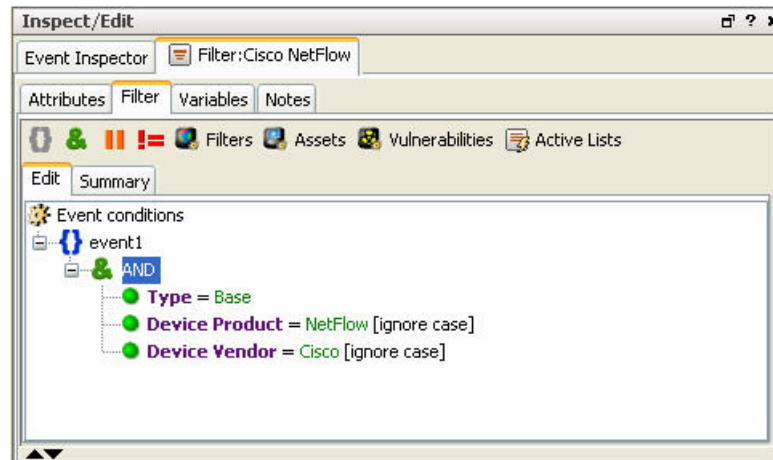 Inspect/Edit
Event Inspector Filter:Cisco NetFlow
Attributes Filter Variables Notes
& != Filters Assets Vulnerabilities Active Lists
Edit Summary
Event conditions
{} event1
& AND
Type = Base
Device Product = NetFlow [ignore case]
Device Vendor = Cisco [ignore case]